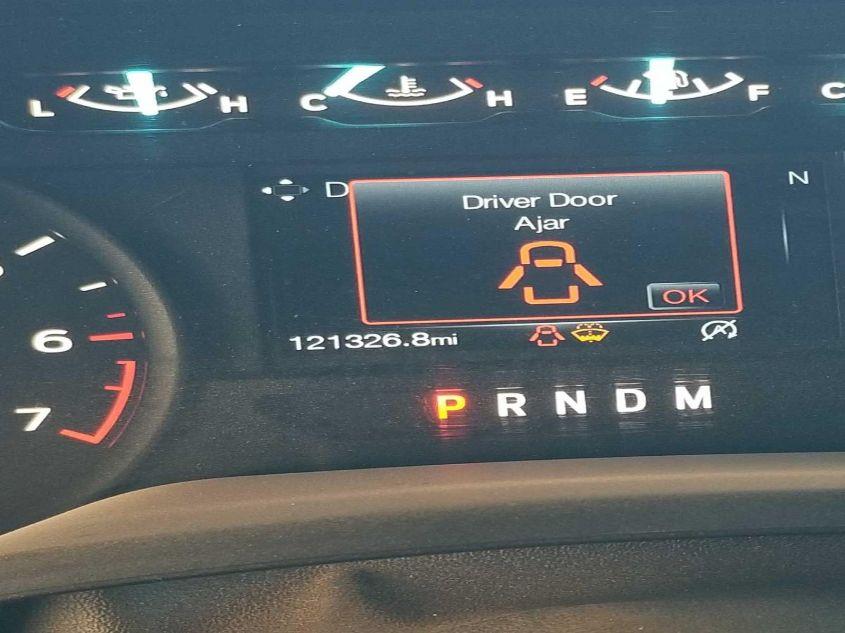 L H C H E F C
D
N
Driver Door
Ajar
OK
121326.8mi
6
7
P R N D M